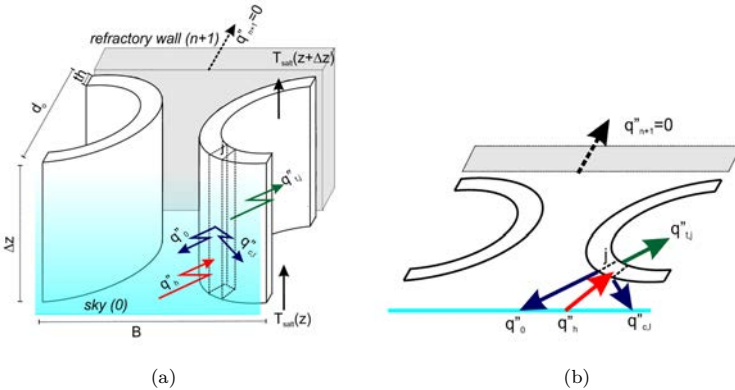 refractory wall (n+1)
q"n+1=0
Tsalt(z+Δz)
th
do
j
q"t,j
Δz
q"0
q"c,l
q"h
sky (0)
Tsalt(z)
B
(a)
q"n+1=0
q"t,j
j
q"0
q"h
q"c,l
(b)